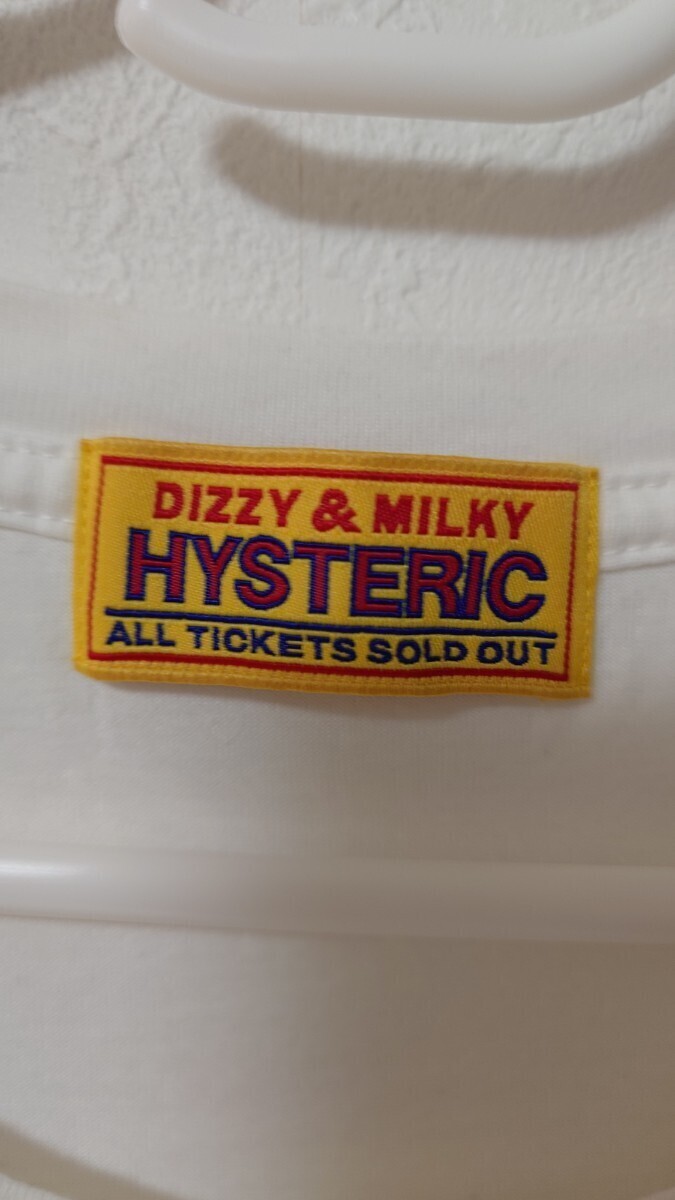 DIZZY & MILKY
HYSTERIC
ALL TICKETS SOLD OUT